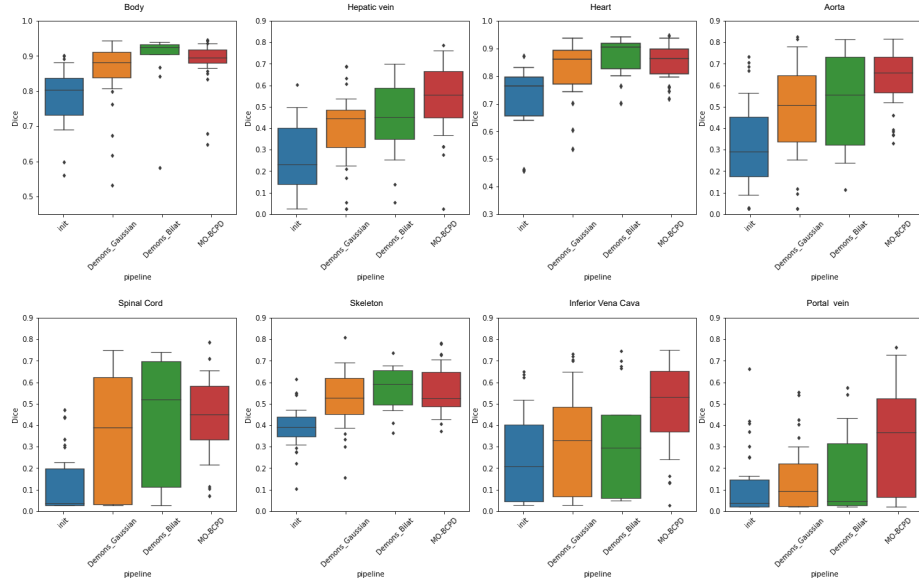 Body
Hepatic vein
Heart
Aorta
1.0
0.9
0.8
0.7
0.6
0.5
Dice
init
Demons_Gaussian
Demons_Bilat
MO-BCPD
pipeline
0.9
0.8
0.7
0.6
0.5
0.4
0.3
0.2
0.1
0.0
Dice
init
Demons_Gaussian
Demons_Bilat
MO-BCPD
pipeline
1.0
0.9
0.8
0.7
0.6
0.5
0.4
0.3
Dice
init
Demons_Gaussian
Demons_Bilat
MO-BCPD
pipeline
0.9
0.8
0.7
0.6
0.5
0.4
0.3
0.2
0.1
0.0
Dice
init
Demons_Gaussian
Demons_Bilat
MO-BCPD
pipeline
Spinal Cord
Skeleton
Inferior Vena Cava
Portal vein
0.9
0.8
0.7
0.6
0.5
0.4
0.3
0.2
0.1
0.0
Dice
init
Demons_Gaussian
Demons_Bilat
MO-BCPD
pipeline
0.9
0.8
0.7
0.6
0.5
0.4
0.3
0.2
0.1
0.0
Dice
init
Demons_Gaussian
Demons_Bilat
MO-BCPD
pipeline
0.9
0.8
0.7
0.6
0.5
0.4
0.3
0.2
0.1
0.0
Dice
init
Demons_Gaussian
Demons_Bilat
MO-BCPD
pipeline
0.9
0.8
0.7
0.6
0.5
0.4
0.3
0.2
0.1
0.0
Dice
init
Demons_Gaussian
Demons_Bilat
MO-BCPD
pipeline